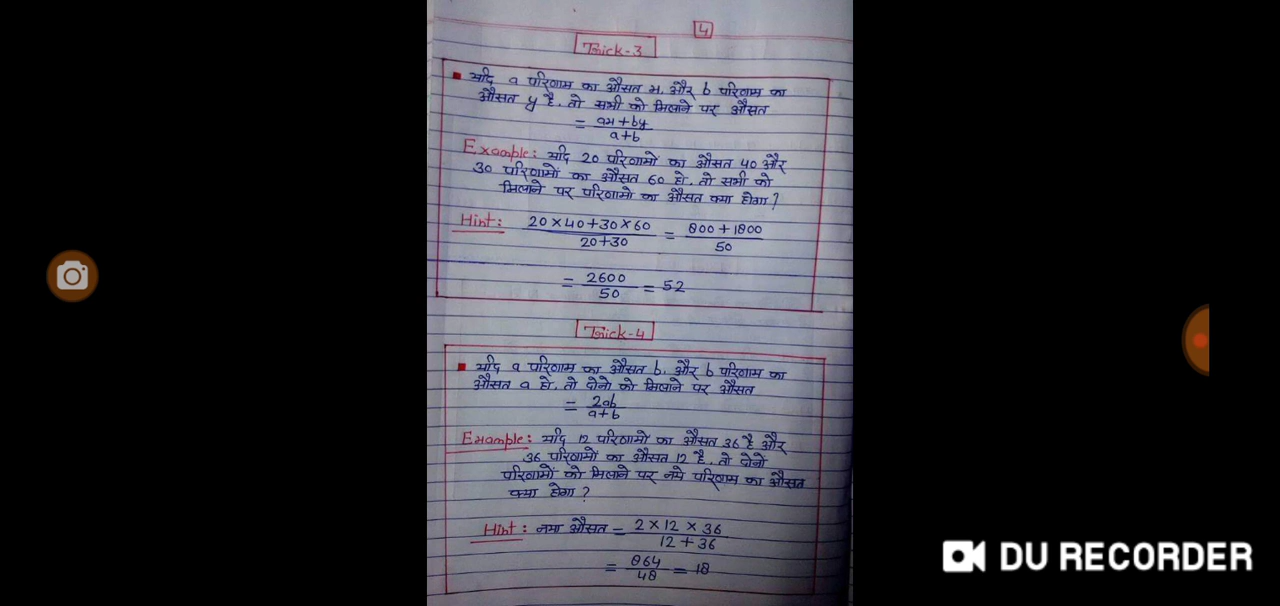 4
Trick-3
यदि a परिणाम का औसत x, और b परिणाम का
औसत y है, तो सभी को मिलाने पर औसत
= ax+by / a+b
Example: यदि 20 परिणामो का औसत 40 और
30 परिणामों का औसत 60 हो, तो सभी को
मिलाने पर परिणामो का औसत क्या होगा?
Hint: 20×40+30×60 / 20+30 = 800+1800 / 50
= 2600 / 50 = 52
Trick-4
यदि a परिणाम का औसत b, और b परिणाम का
औसत a हो, तो दोनो को मिलाने पर औसत
= 2ab / a+b
Example: यदि 12 परिणामो का औसत 36 है और
36 परिणामों का औसत 12 है, तो दोनो
परिणामों को मिलाने पर नये परिणाम का औसत
क्या होगा?
Hint: नया औसत = 2×12×36 / 12+36
= 864 / 48 = 18
DU RECORDER